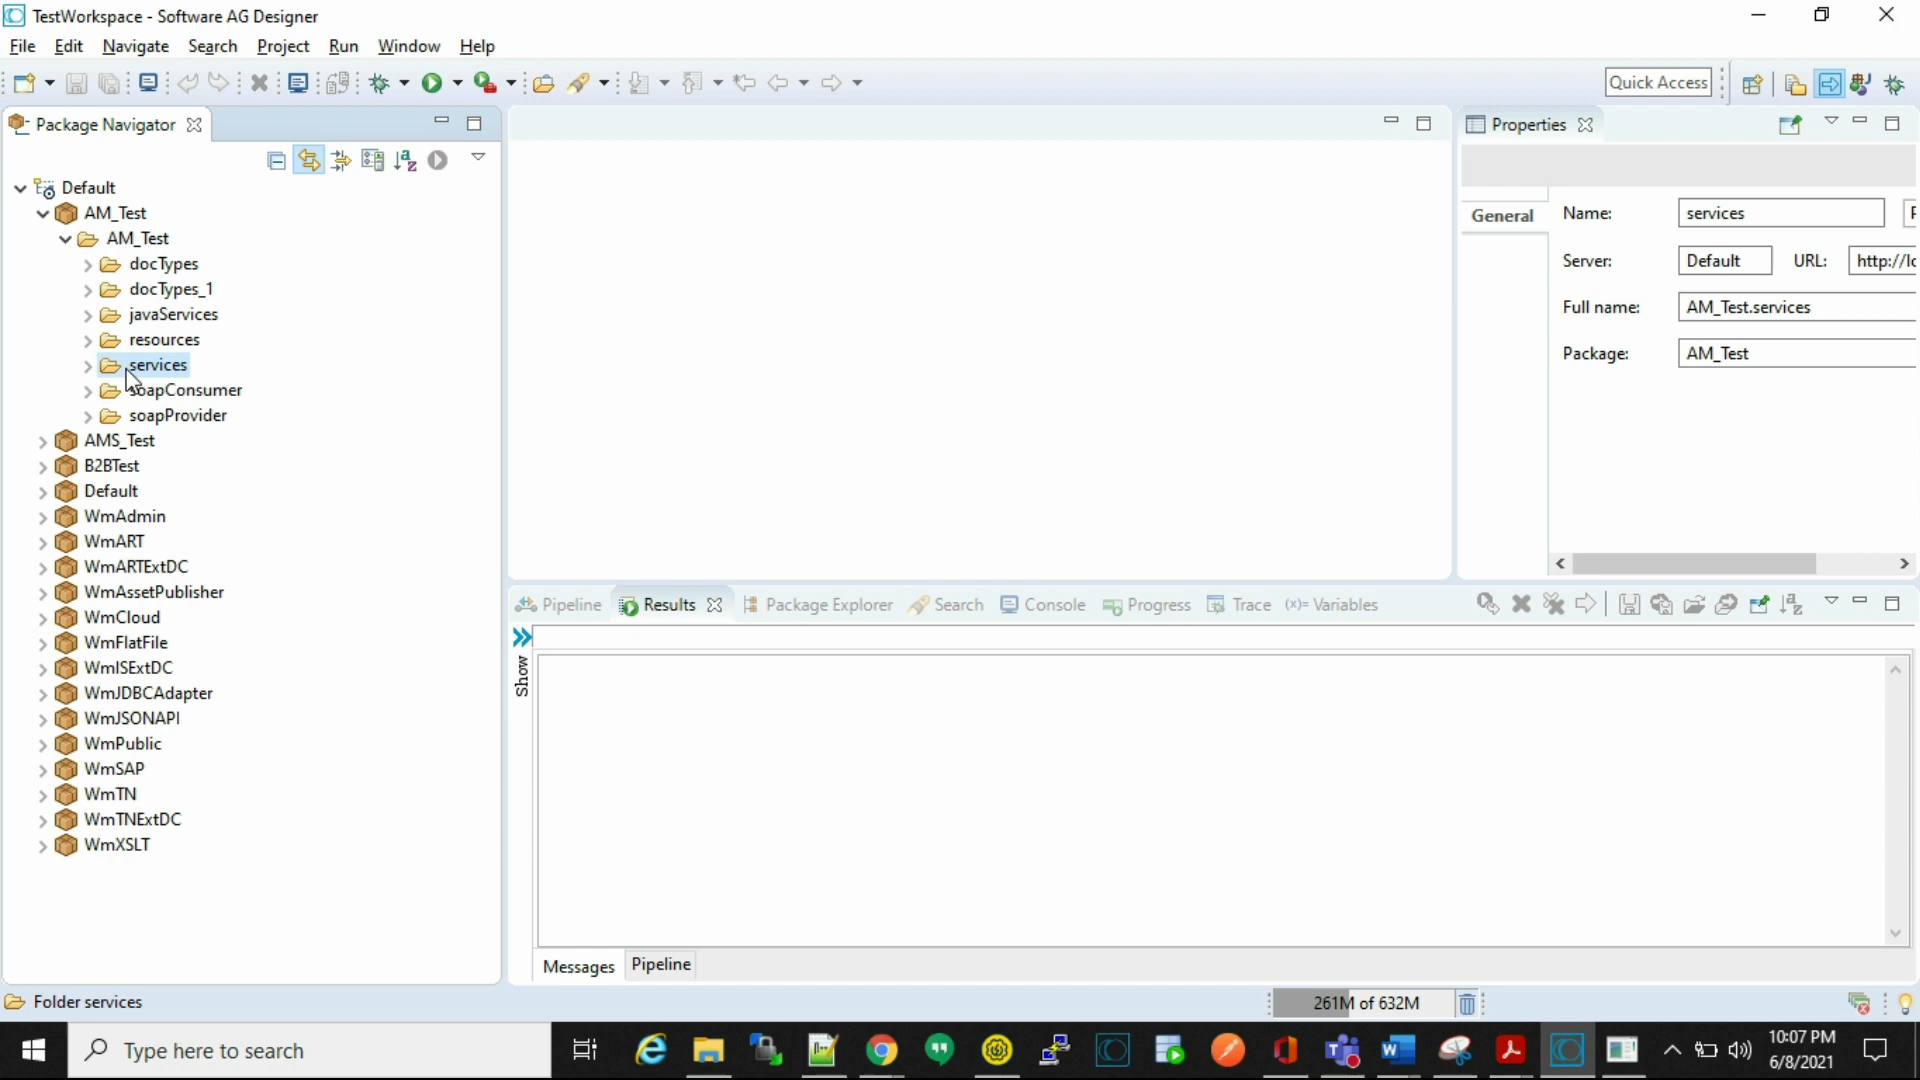 TestWorkspace - Software AG Designer
File Edit Navigate Search Project Run Window Help
Quick Access
Package Navigator
Default
AM_Test
AM_Test
docTypes
docTypes_1
javaServices
resources
services
soapConsumer
soapProvider
AMS_Test
B2BTest
Default
WmAdmin
WmART
WmARTExtDC
WmAssetPublisher
WmCloud
WmFlatFile
WmISExtDC
WmJDBCAdapter
WmJSONAPI
WmPublic
WmSAP
WmTN
WmTNExtDC
WmXSLT
Properties
General
Name: services
Server: Default URL: http://lc
Full name: AM_Test.services
Package: AM_Test
Pipeline Results Package Explorer Search Console Progress Trace (x)= Variables
Show
Messages Pipeline
Folder services
261M of 632M
Type here to search
10:07 PM
6/8/2021